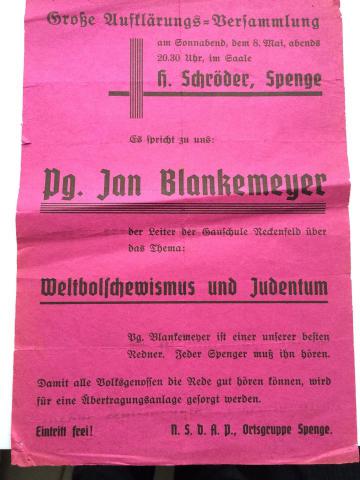 Große Aufklärungs=Versammlung
am Sonnabend, dem 8. Mai, abends
20.30 Uhr, im Saale
H. Schröder, Spenge
Es spricht zu uns:
Pg. Jan Blankemeyer
der Leiter der Gauschule Neckenfeld über
das Thema:
Weltbolschewismus und Judentum
Pg. Blankemeyer ist einer unserer besten
Redner. Jeder Spenger muß ihn hören.
Damit alle Volksgenossen die Rede gut hören können, wird
für eine Übertragungsanlage gesorgt werden.
Eintritt frei! N. S. D. A. P., Ortsgruppe Spenge.